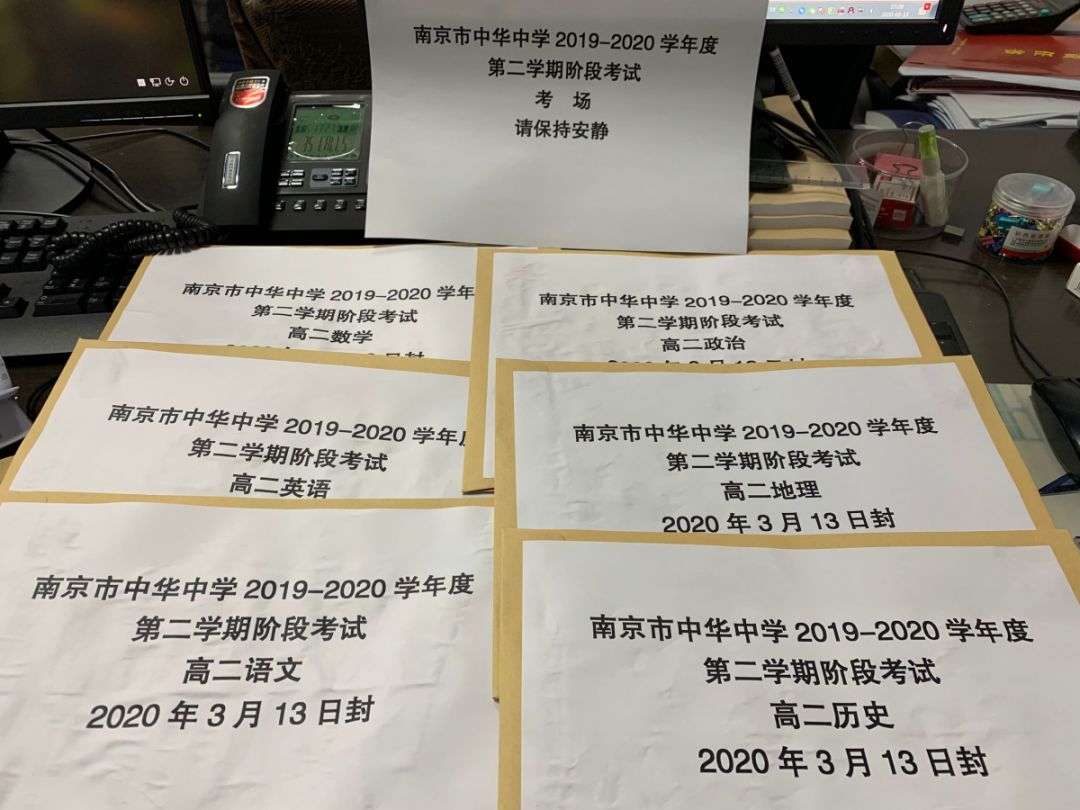 南京市中华中学 2019-2020 学年度
第二学期阶段考试
考 场
请保持安静
南京市中华中学 2019-2020 学年
第二学期阶段考试
高二数学
南京市中华中学 2019-2020 学年度
第二学期阶段考试
高二政治
南京市中华中学 2019-2020 学年
第二学期阶段考试
高二英语
南京市中华中学 2019-2020 学年度
第二学期阶段考试
高二地理
2020 年 3 月 13 日封
南京市中华中学 2019-2020 学年度
第二学期阶段考试
高二语文
2020 年 3 月 13 日封
南京市中华中学 2019-2020 学年度
第二学期阶段考试
高二历史
2020 年 3 月 13 日封